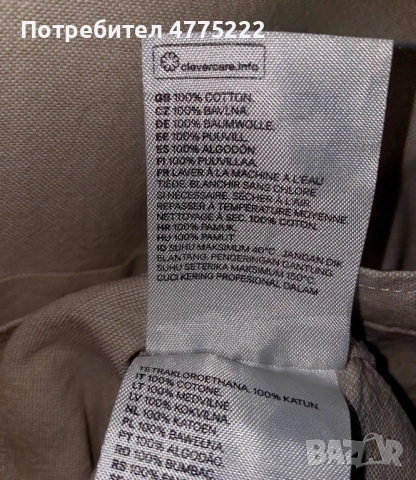 Потребител 4775222
clevercare.info
GB 100% COTTON.
CZ 100% BAVLNA.
DE 100% BAUMWOLLE.
EE 100% PUUVILL.
ES 100% ALGODÓN.
FI 100% PUUVILLAA.
FR LAVER À LA MACHINE À L'EAU
TIÈDE. BLANCHIR SANS CHLORE
SI NECESSAIRE. SÉCHER À L'AIR.
REPASSER À TEMPÉRATURE MOYENNE.
NETTOYAGE À SEC. 100% COTON.
HR 100% PAMUK.
HU 100% PAMUT.
ID SUHU MAKSIMUM 40°C. JANGAN DIK
ELANTANG. PENGERINGAN GANTUNG.
SUHU SETERIKA MAKSIMUM 150°C.
CUCI KERING PROFESIONAL DALAM
TETRAKLOROETHANA. 100% KATUN.
IT 100% COTONE.
LT 100% MEDVILNĖ.
LV 100% KOKVILNA.
NL 100% KATOEN
PL 100% BAWEŁNA
PT 100% ALGODÃO.
RO 100% BUMBAC.
RS 100%
BAZAR